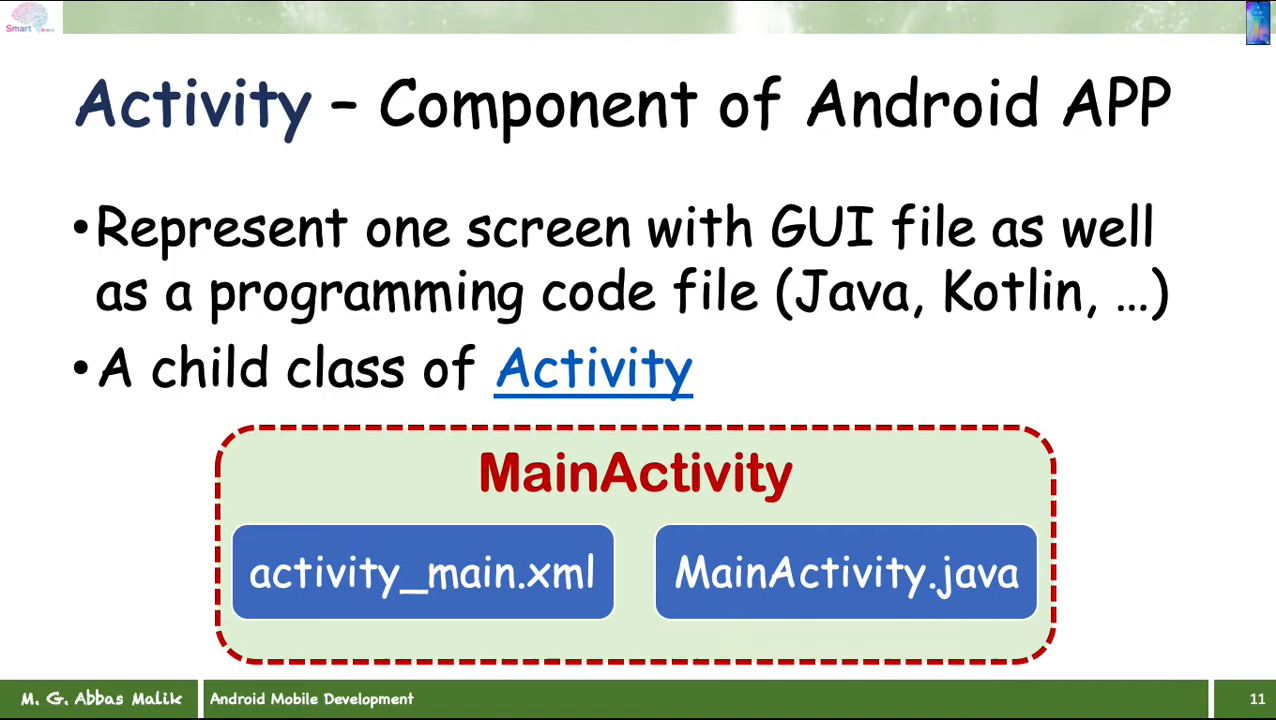 Smart
Activity – Component of Android APP
•Represent one screen with GUI file as well
as a programming code file (Java, Kotlin, …)
•A child class of Activity
MainActivity
activity_main.xml
MainActivity.java
M. G. Abbas Malik
Android Mobile Development
11